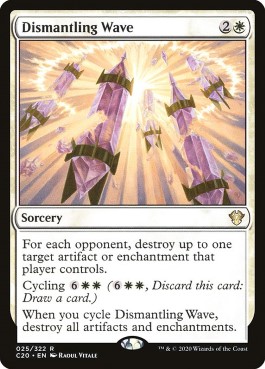 Dismantling Wave 2
Sorcery
For each opponent, destroy up to one
target artifact or enchantment that
player controls.
Cycling 6 (6, Discard this card:
Draw a card.)
When you cycle Dismantling Wave,
destroy all artifacts and enchantments.
025/322 R
C20 • EN Raoul Vitale
™ & © 2020 Wizards of the Coast